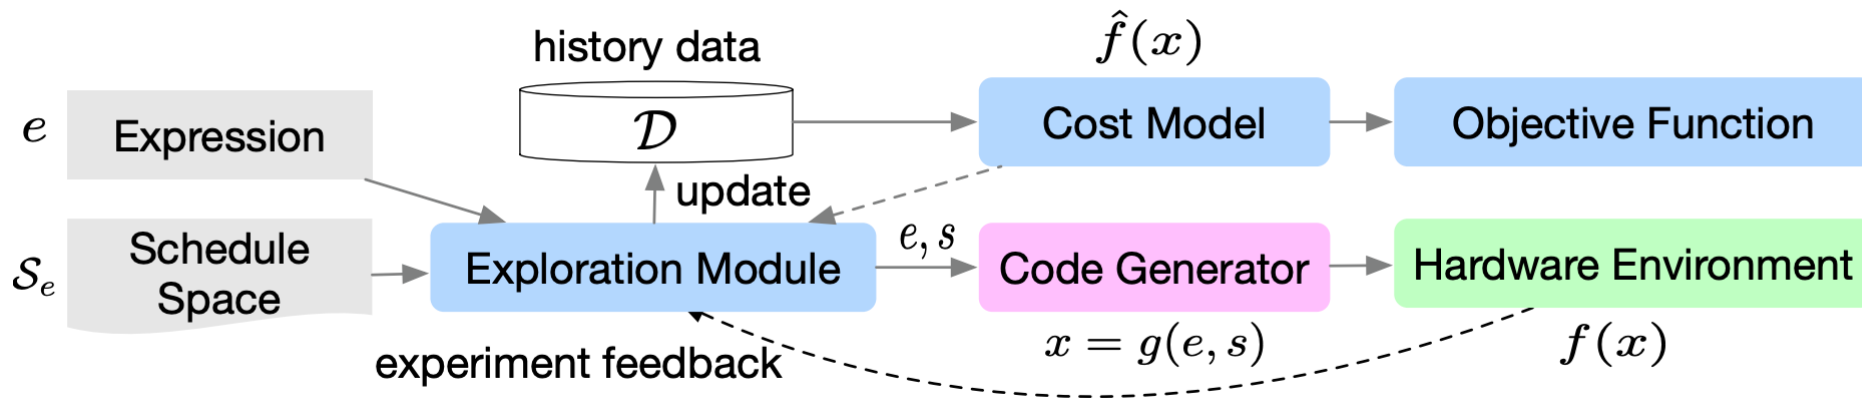 history data
f̂(x)
e
Expression
𝒟
Cost Model
Objective Function
update
𝒮ₑ
Schedule
Space
Exploration Module
e, s
Code Generator
Hardware Environment
experiment feedback
x = g(e, s)
f(x)